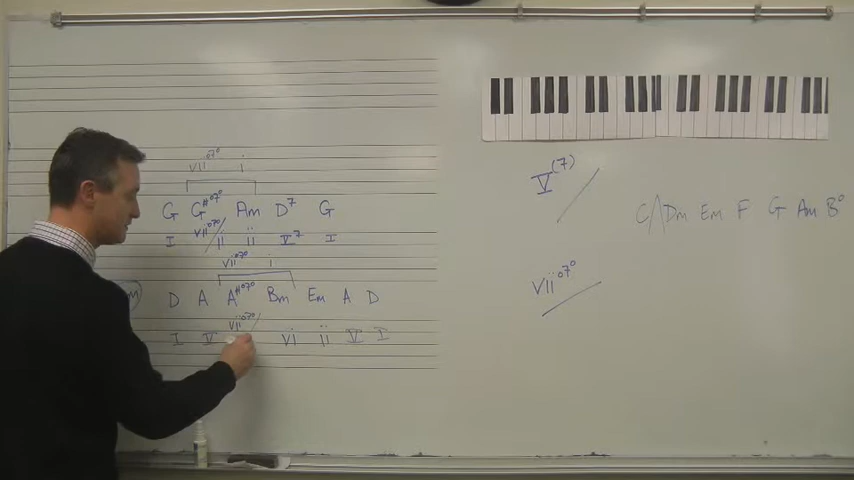 vii°7° i
G G#°7° Am D7 G
I vii°7°/ii ii V7 I
vii°7° i
D A A#°7° Bm Em A D
I V vii°7°/ vi ii V I
V(7)/
C/Dm Em F G Am B°
vii°7°/